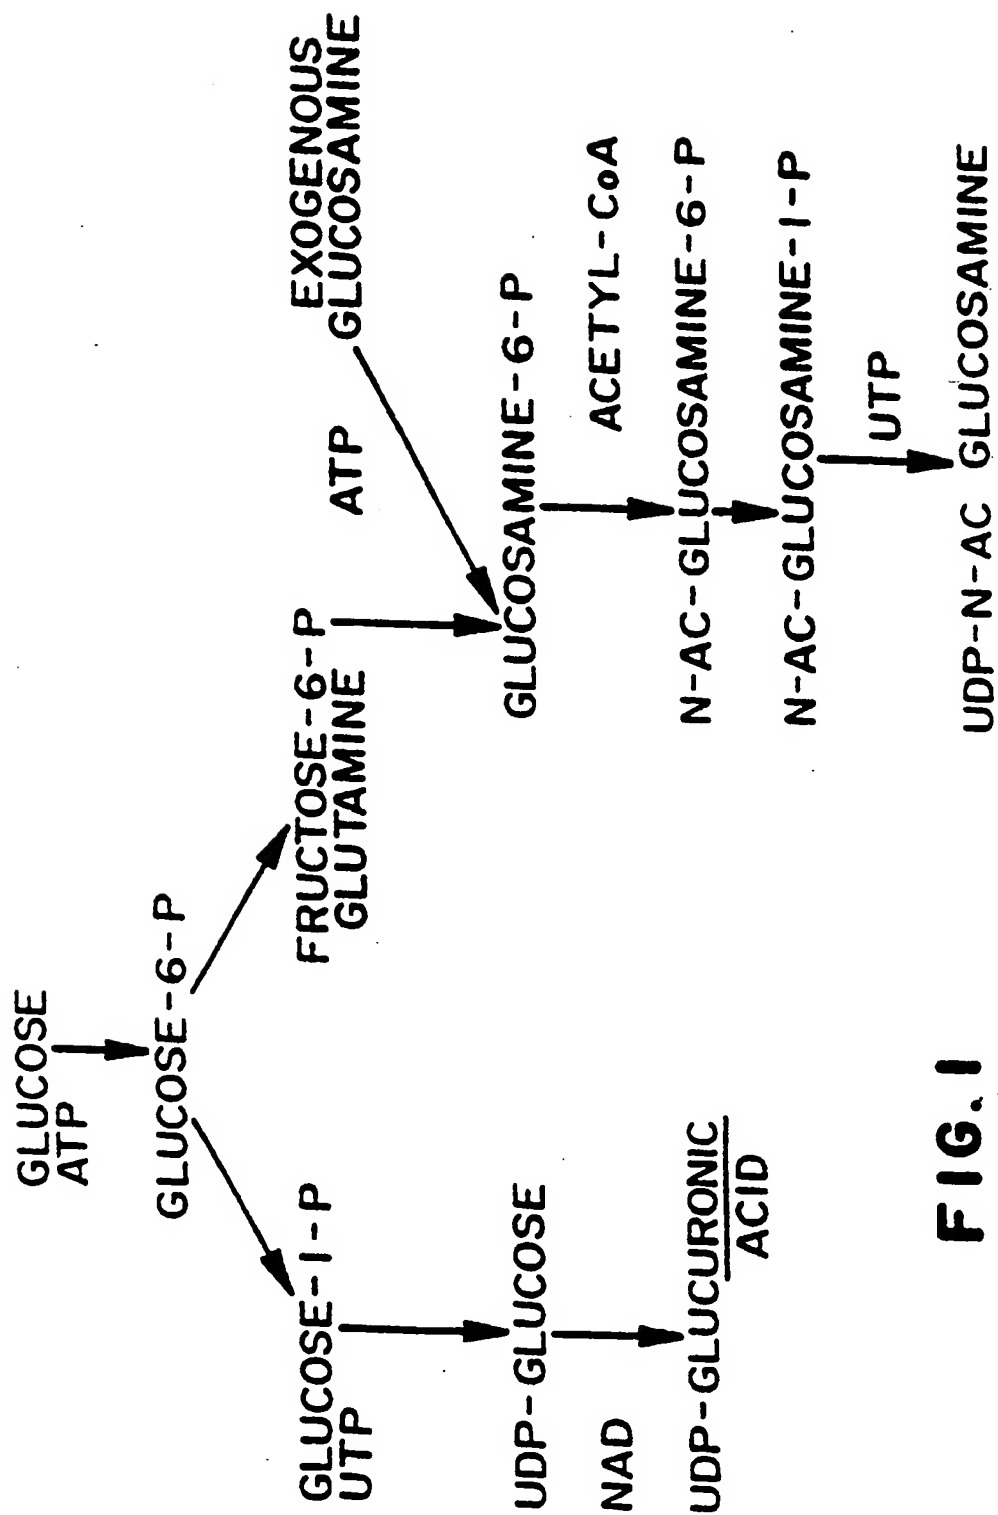 GLUCOSE
ATP
GLUCOSE-6-P
GLUCOSE-1-P
UTP
FRUCTOSE-6-P
GLUTAMINE
ATP
EXOGENOUS
GLUCOSAMINE
UDP-GLUCOSE
GLUCOSAMINE-6-P
NAD
ACETYL-CoA
UDP-GLUCURONIC
ACID
N-AC-GLUCOSAMINE-6-P
N-AC-GLUCOSAMINE-1-P
UTP
UDP-N-AC GLUCOSAMINE
FIG. 1